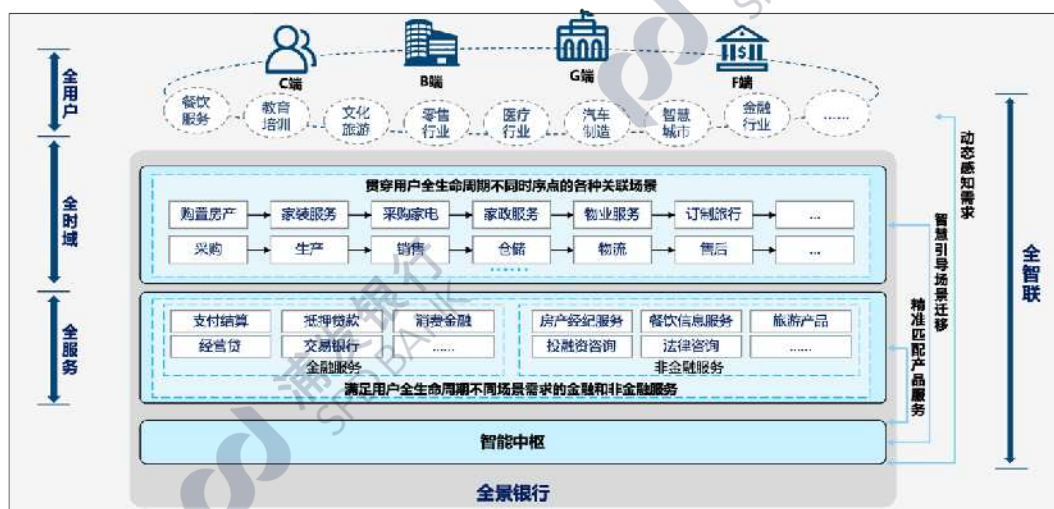 C端
B端
G端
F端
餐饮
服务
教育
培训
文化
旅游
零售
行业
医疗
行业
汽车
制造
智慧
城市
金融
行业
......
全用户
全时域
全服务
贯穿用户全生命周期不同时序点的各种关联场景
购置房产 家装服务 采购家电 家政服务 物业服务 订制旅行 ...
采购 生产 销售 仓储 物流 售后 ...
......
支付结算 抵押贷款 消费金融
经营贷 交易银行 ......
金融服务
房产经纪服务 餐饮信息服务 旅游产品
投融资咨询 法律咨询 ......
非金融服务
满足用户全生命周期不同场景需求的金融和非金融服务
智能中枢
全景银行
精准匹配产品服务
智慧引导场景迁移
动态感知需求
全智联
浦发银行
SPD BANK